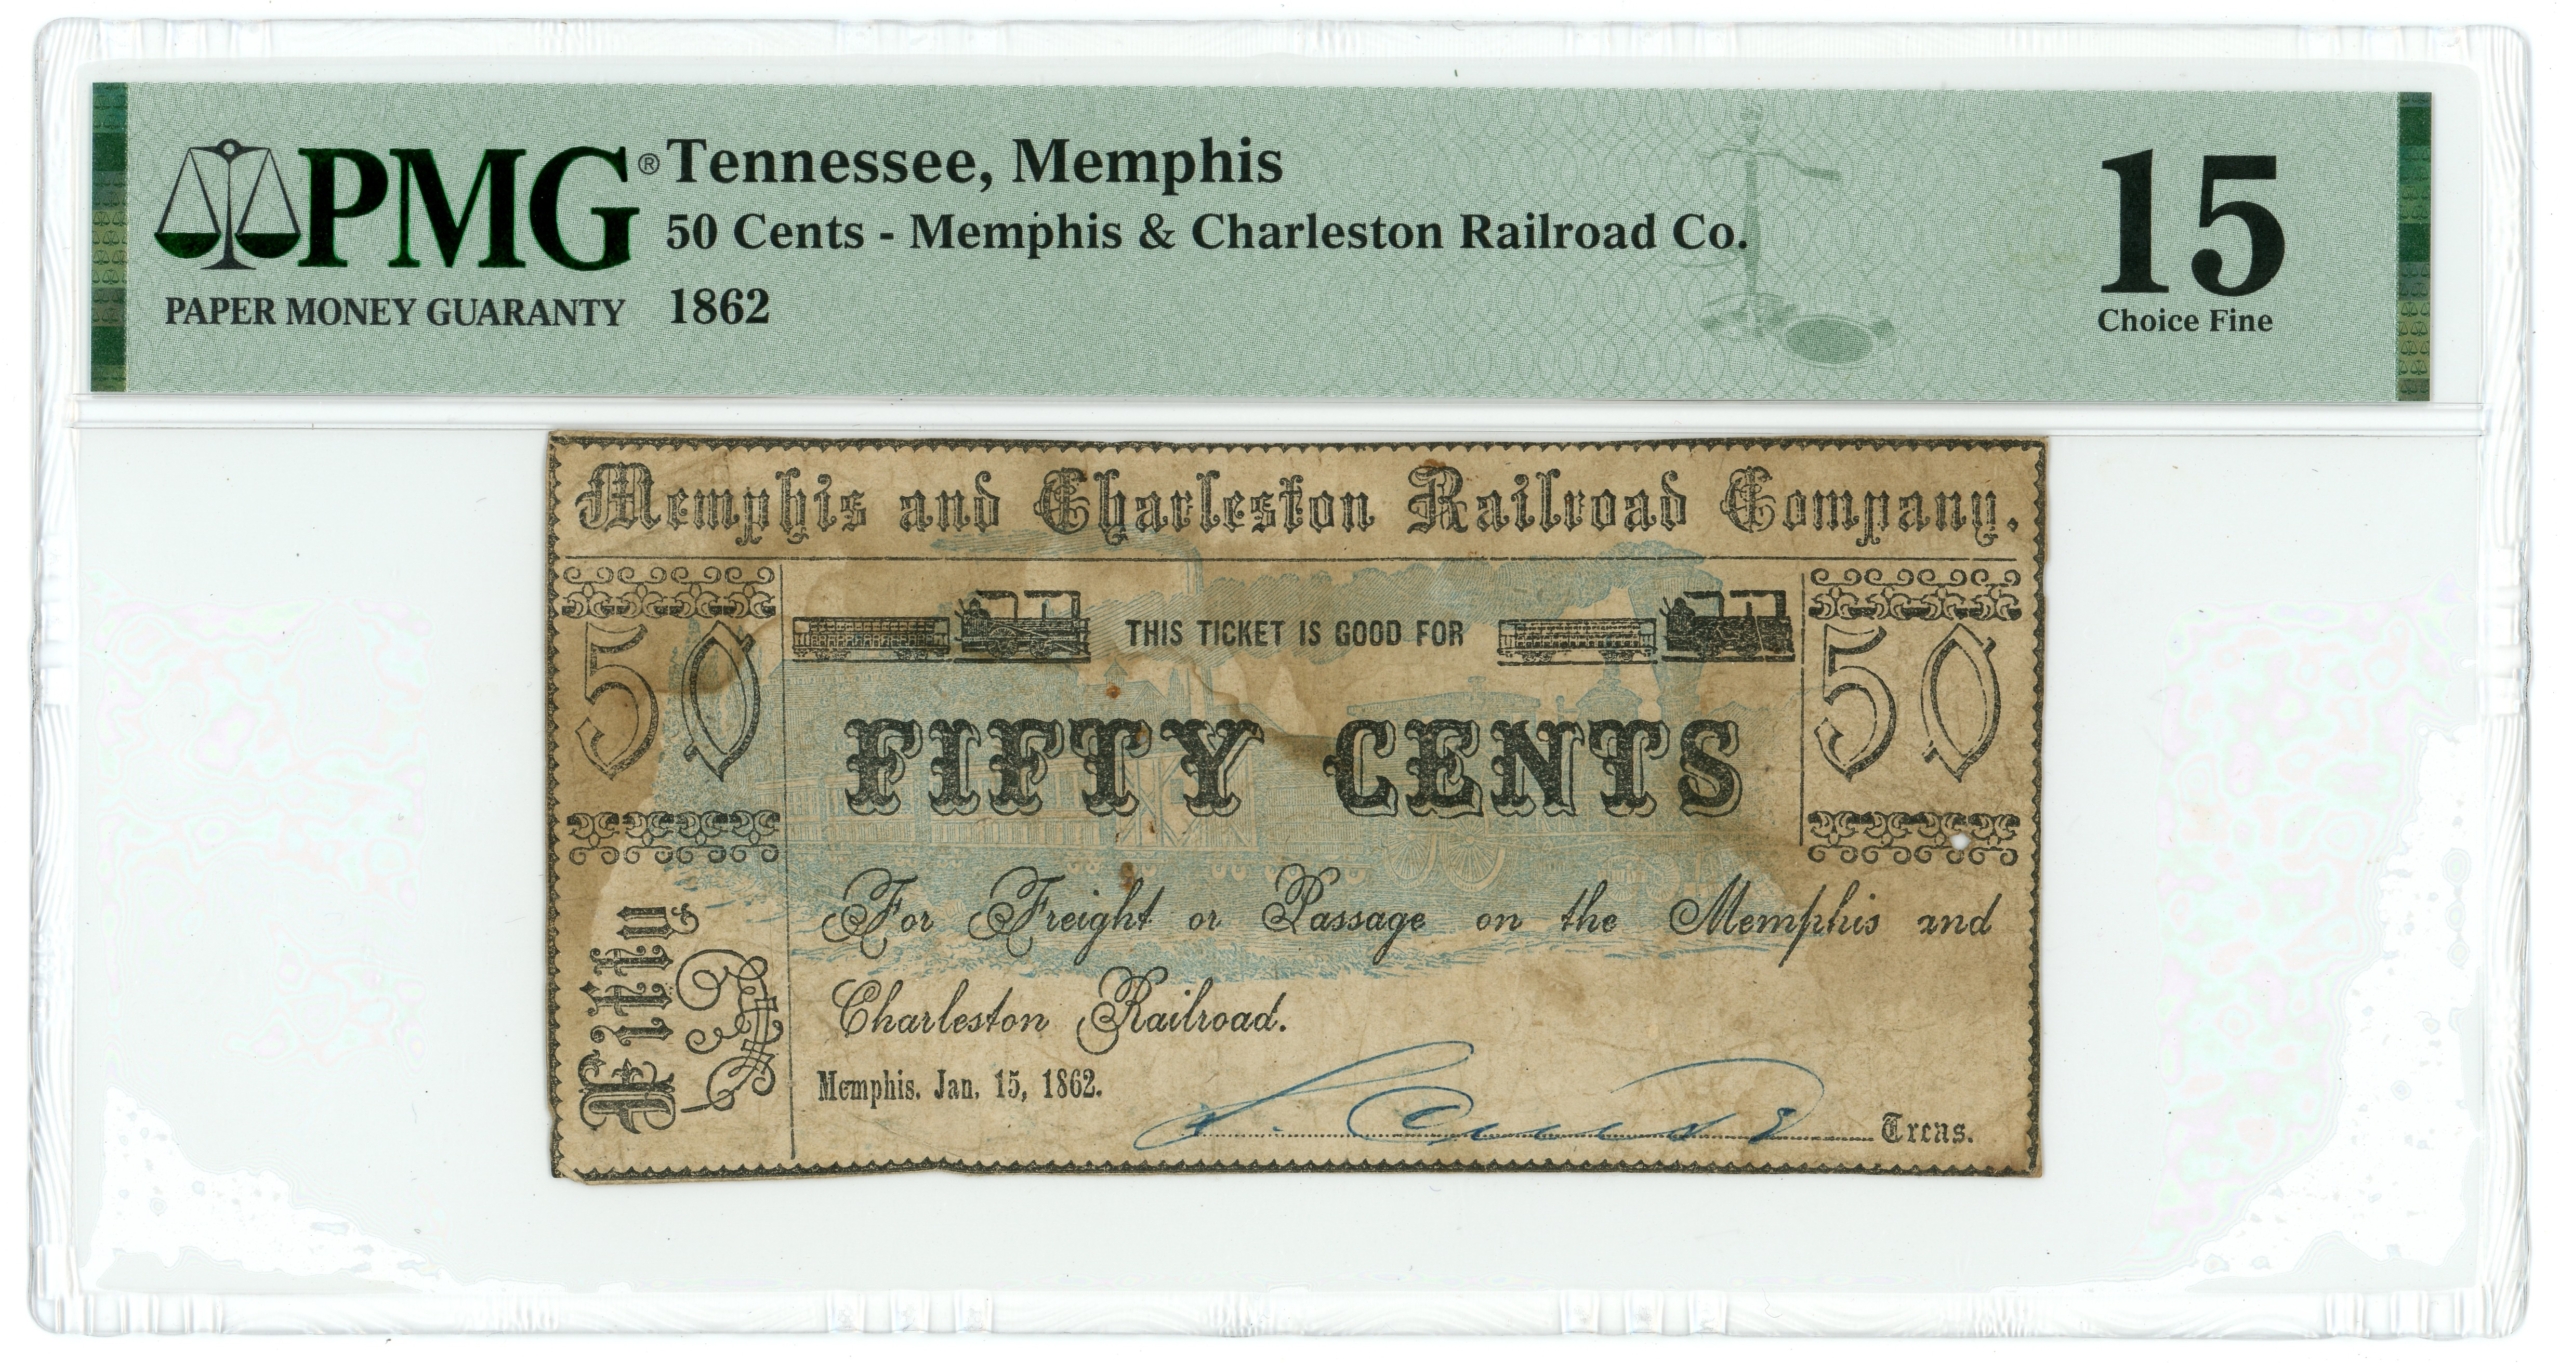 PMG® Tennessee, Memphis
50 Cents - Memphis & Charleston Railroad Co.
PAPER MONEY GUARANTY 1862
15
Choice Fine
Memphis and Charleston Railroad Company.
50
THIS TICKET IS GOOD FOR
50
FIFTY CENTS
Fifty
For Freight or Passage on the Memphis and
Charleston Railroad.
Memphis. Jan. 15, 1862.
Treas.